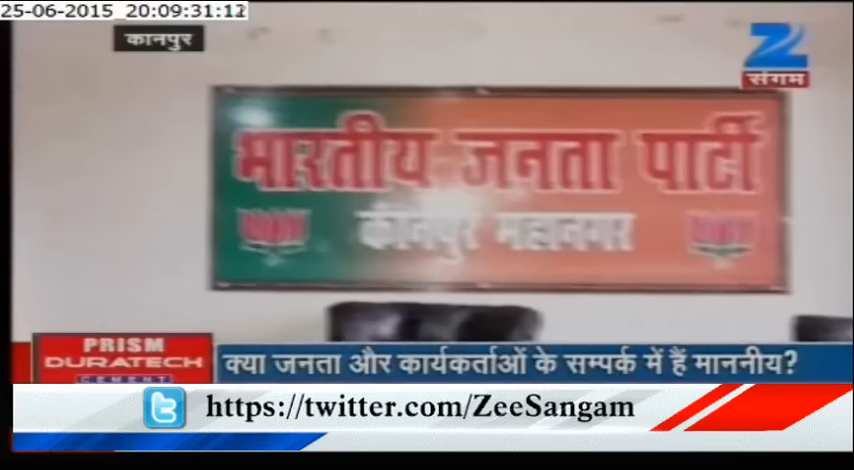 25-06-2015 20:09:31:12
कानपुर
Z
संगम
भारतीय जनता पार्टी
कानपुर महानगर
PRISM
DURATECH
CEMENT
क्या जनता और कार्यकर्ताओं के सम्पर्क में हैं माननीय?
https://twitter.com/ZeeSangam